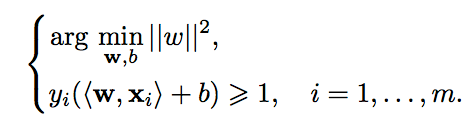 arg min_{w,b} ||w||²,
y_i(⟨w, x_i⟩ + b) ⩾ 1, i = 1, . . . , m.